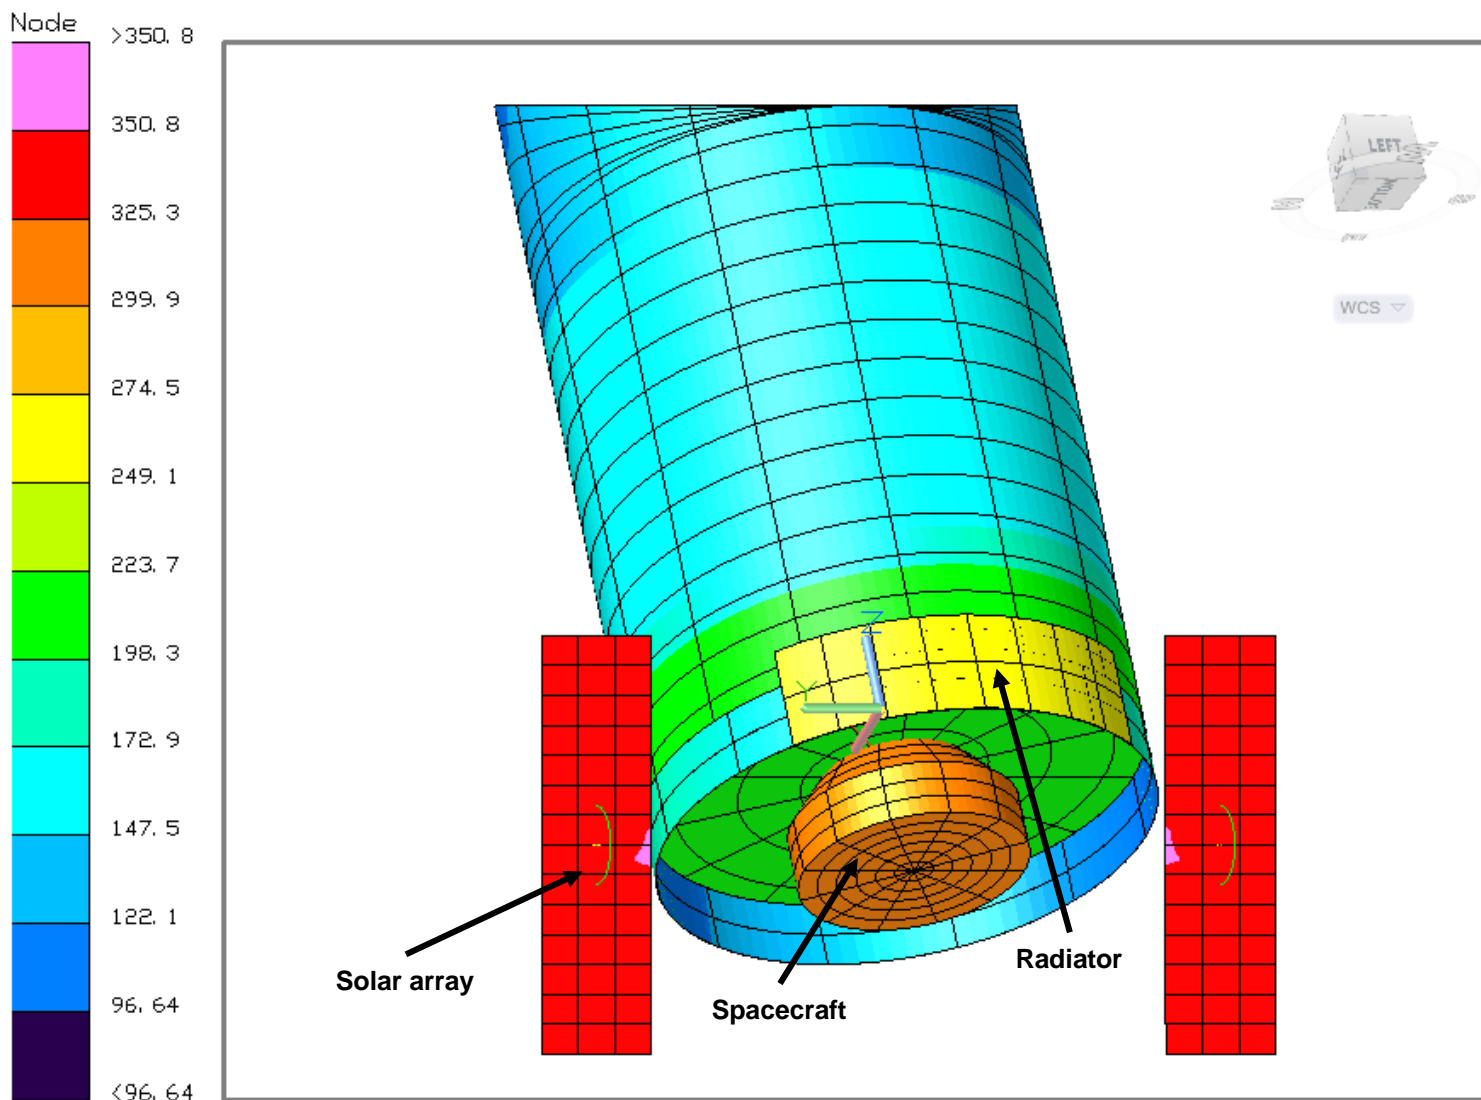 Node
>350.8
350.8
325.3
299.9
274.5
249.1
223.7
198.3
172.9
147.5
122.1
96.64
<96.64
LEFT
WCS
Z
Y
Solar array
Spacecraft
Radiator